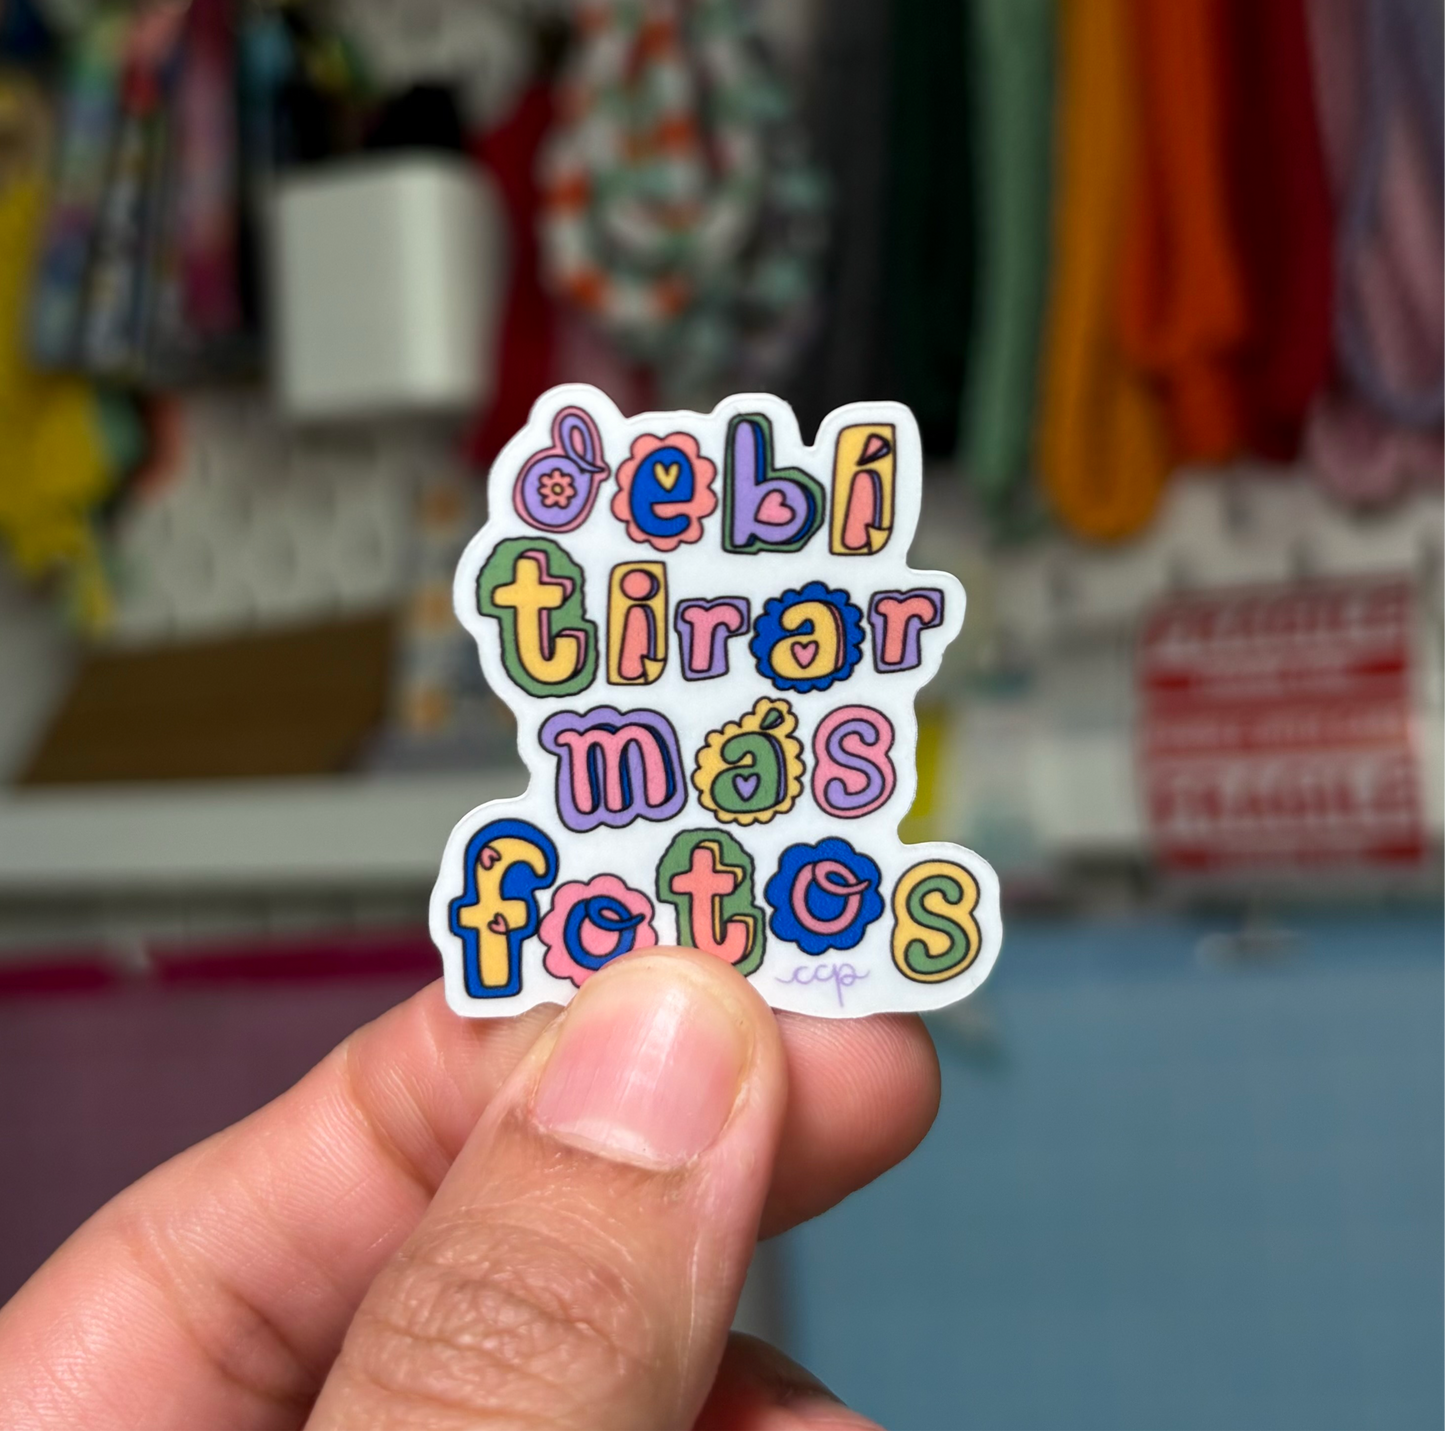 debí
tirar
más
fotos
ccp